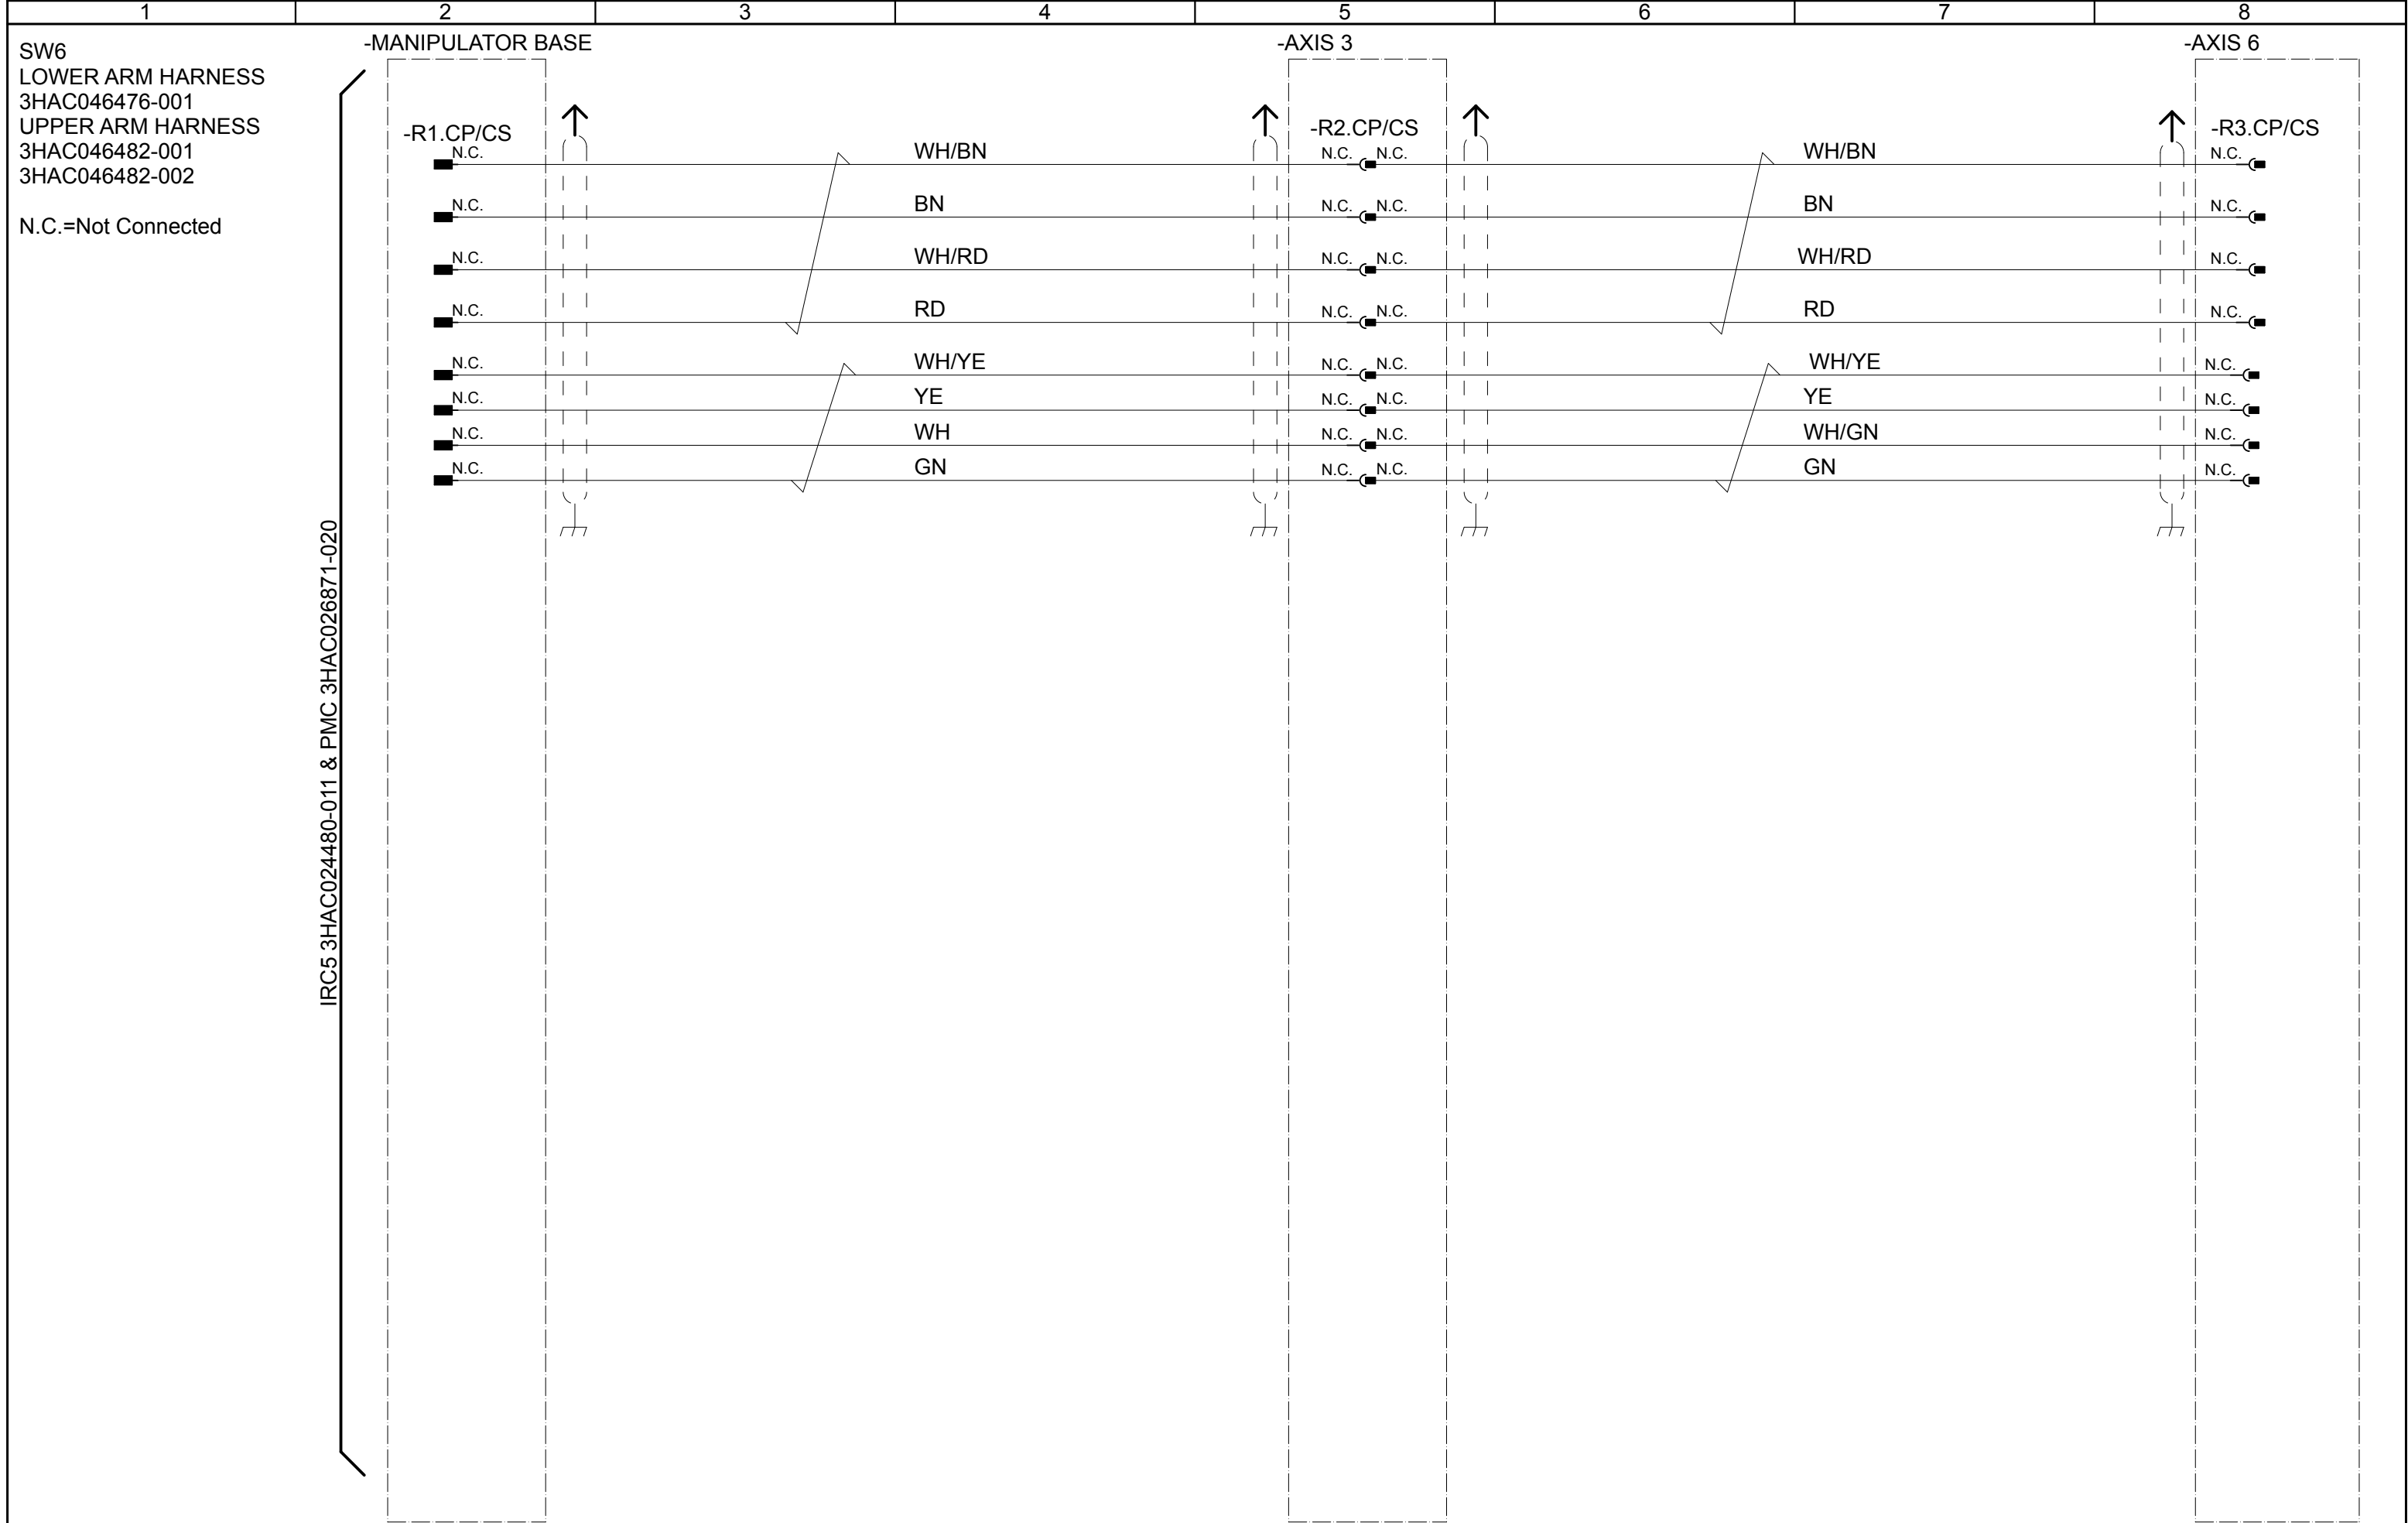 1 2 3 4 5 6 7 8
SW6
LOWER ARM HARNESS
3HAC046476-001
UPPER ARM HARNESS
3HAC046482-001
3HAC046482-002
N.C.=Not Connected
IRC5 3HAC024480-011 & PMC 3HAC026871-020
-MANIPULATOR BASE -AXIS 3 -AXIS 6
-R1.CP/CS -R2.CP/CS -R3.CP/CS
N.C. WH/BN N.C. N.C. WH/BN N.C.
N.C. BN N.C. N.C. BN N.C.
N.C. WH/RD N.C. N.C. WH/RD N.C.
N.C. RD N.C. N.C. RD N.C.
N.C. WH/YE N.C. N.C. WH/YE N.C.
N.C. YE N.C. N.C. YE N.C.
N.C. WH N.C. N.C. WH/GN N.C.
N.C. GN N.C. N.C. GN N.C.